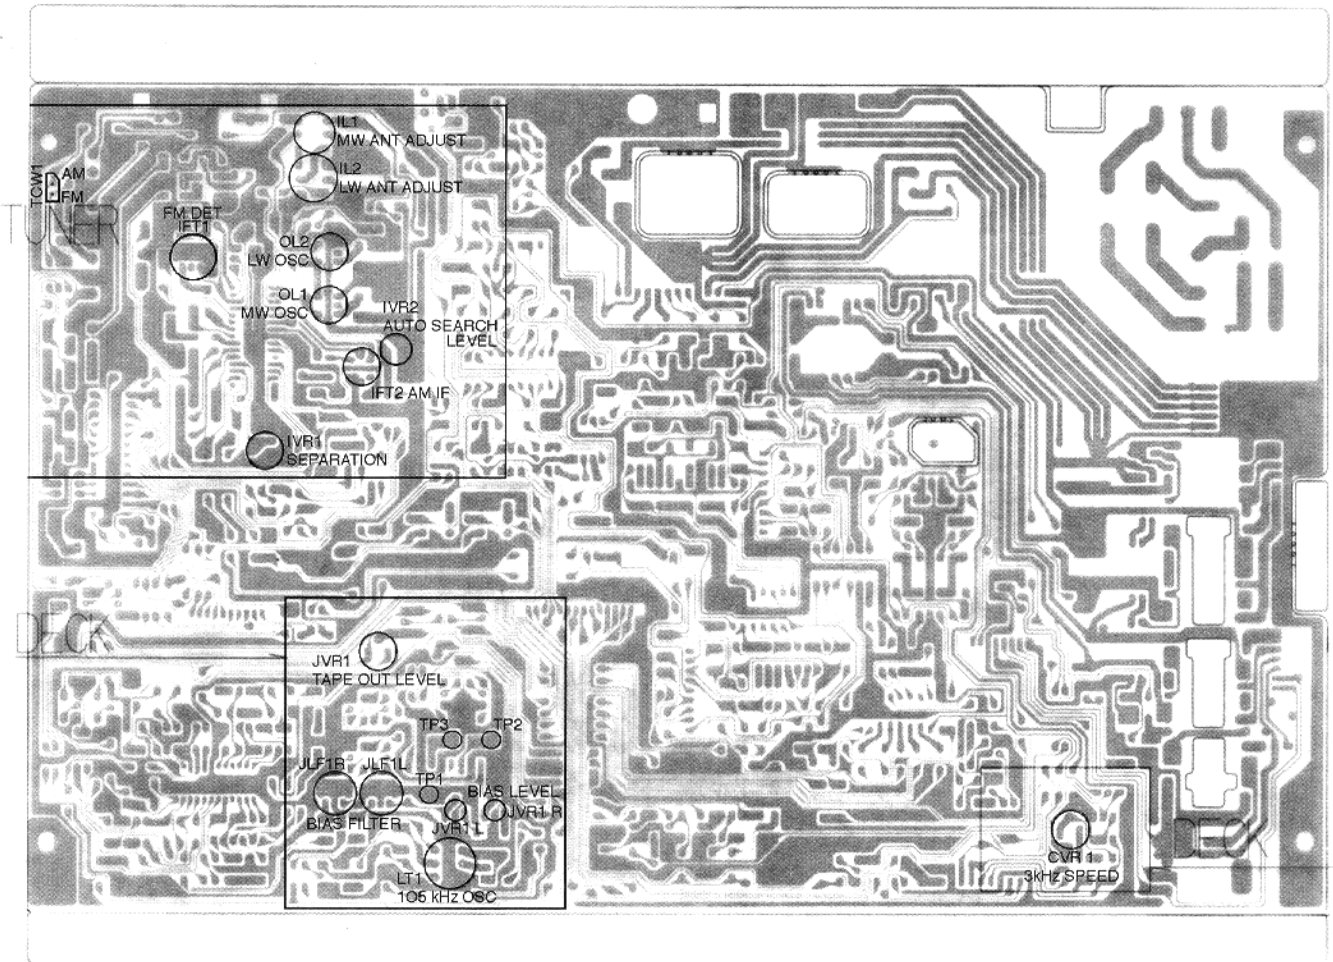 IL1
MW ANT ADJUST
IL2
LW ANT ADJUST
TCW1
AM
FM
TUNER
FM DET
IFT1
OL2
LW OSC
OL1
MW OSC
IVR2
AUTO SEARCH
LEVEL
IFT2 AM IF
IVR1
SEPARATION
DECK
JVR1
TAPE OUT LEVEL
TP3
TP2
JLF1R
JLF1L
TP1
BIAS LEVEL
JVR1 R
BIAS FILTER
JVR1 L
LT1
105 kHz OSC
CVR 1
3kHz SPEED
DECK